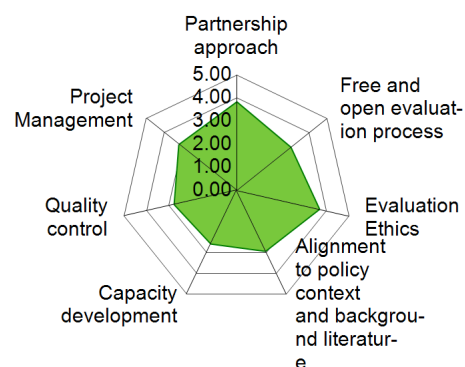 Partnership
approach
5.00
4.00
3.00
2.00
1.00
0.00
Free and
open evaluat-
ion process
Evaluation
Ethics
Alignment
to policy
context
and backgrou-
nd literatur-
e
Capacity
development
Quality
control
Project
Management